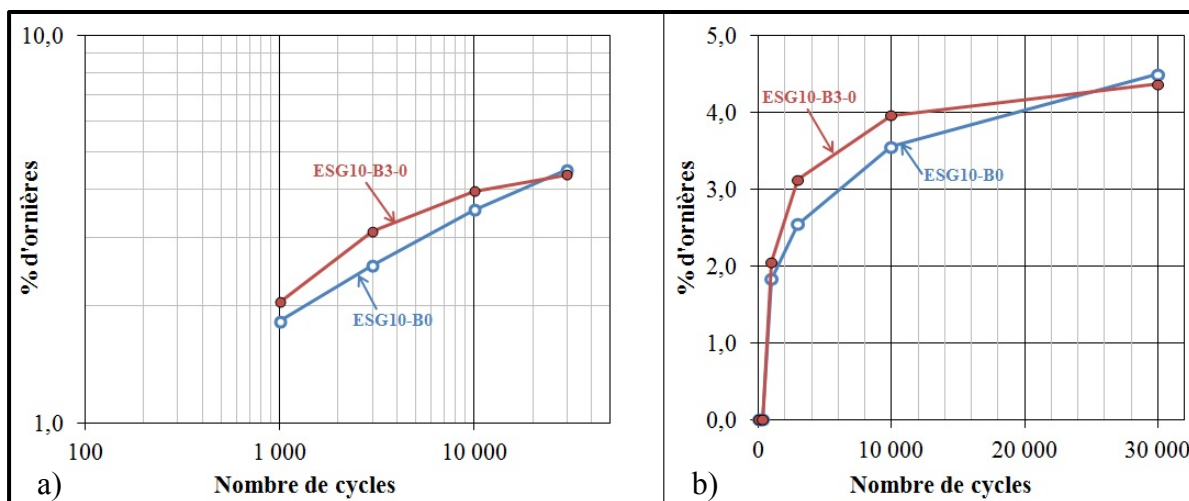 10,0
1,0
% d'ornières
ESG10-B3-0
ESG10-B0
100
1 000
10 000
a)
Nombre de cycles
5,0
4,0
3,0
2,0
1,0
0,0
% d'ornières
ESG10-B3-0
ESG10-B0
0
10 000
20 000
30 000
b)
Nombre de cycles